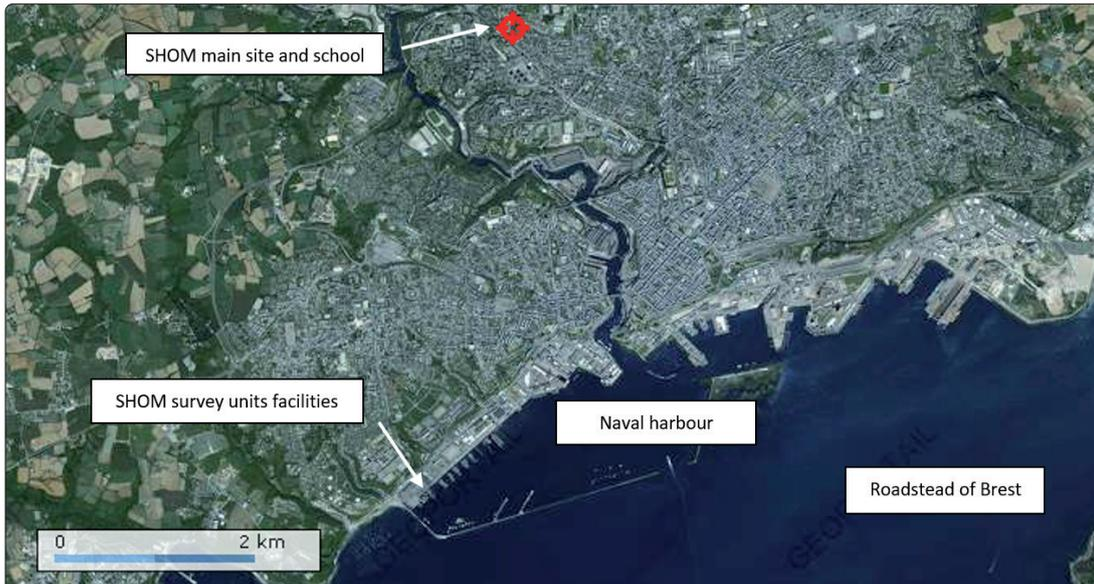 SHOM main site and school
SHOM survey units facilities
Naval harbour
Roadstead of Brest
0 2 km